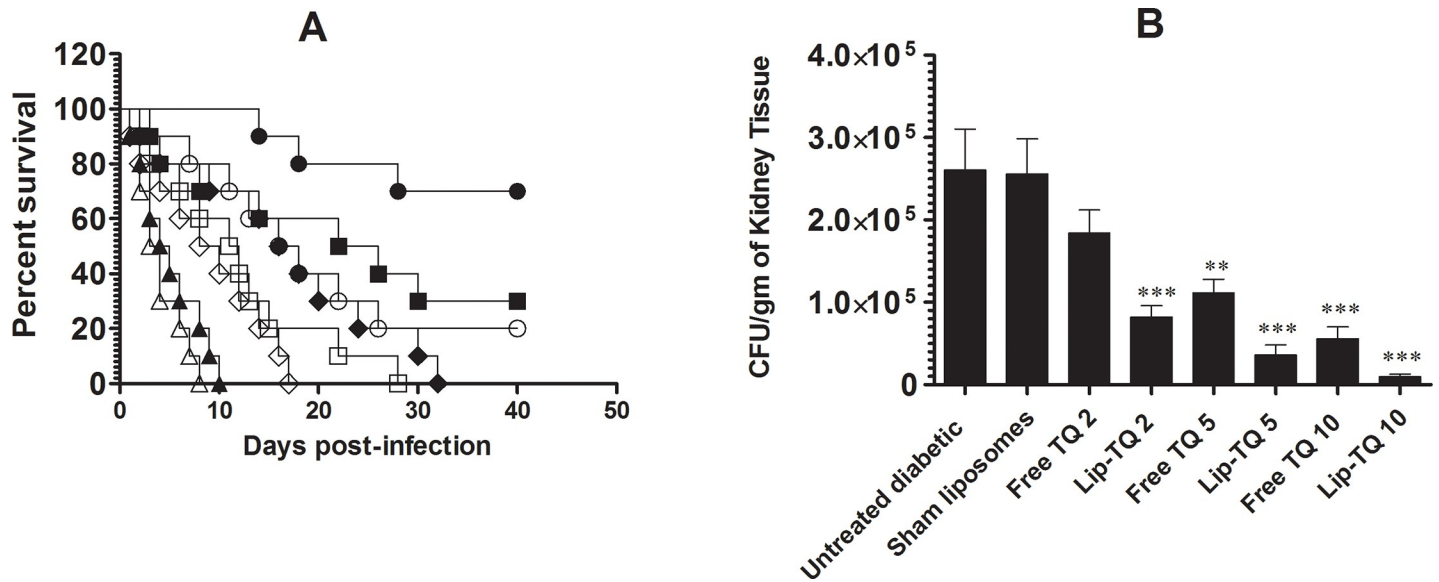 A
Percent survival
120
100
80
60
40
20
0
0 10 20 30 40 50
Days post-infection
B
CFU/gm of Kidney Tissue
4.0×10⁵
3.0×10⁵
2.0×10⁵
1.0×10⁵
0
***
**
***
***
***
Untreated diabetic
Sham liposomes
Free TQ 2
Lip-TQ 2
Free TQ 5
Lip-TQ 5
Free TQ 10
Lip-TQ 10